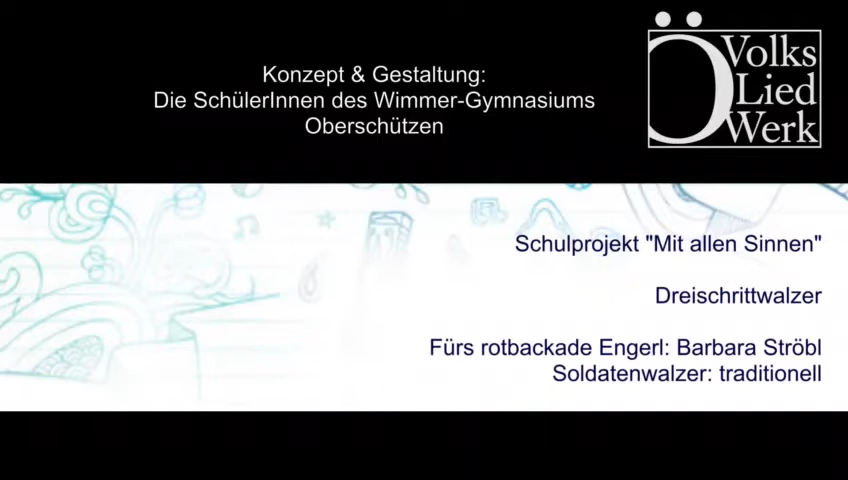 Konzept & Gestaltung:
Die SchülerInnen des Wimmer-Gymnasiums
Oberschützen
Ö Volks
Lied
Werk
Schulprojekt "Mit allen Sinnen"
Dreischrittwalzer
Fürs rotbackade Engerl: Barbara Ströbl
Soldatenwalzer: traditionell